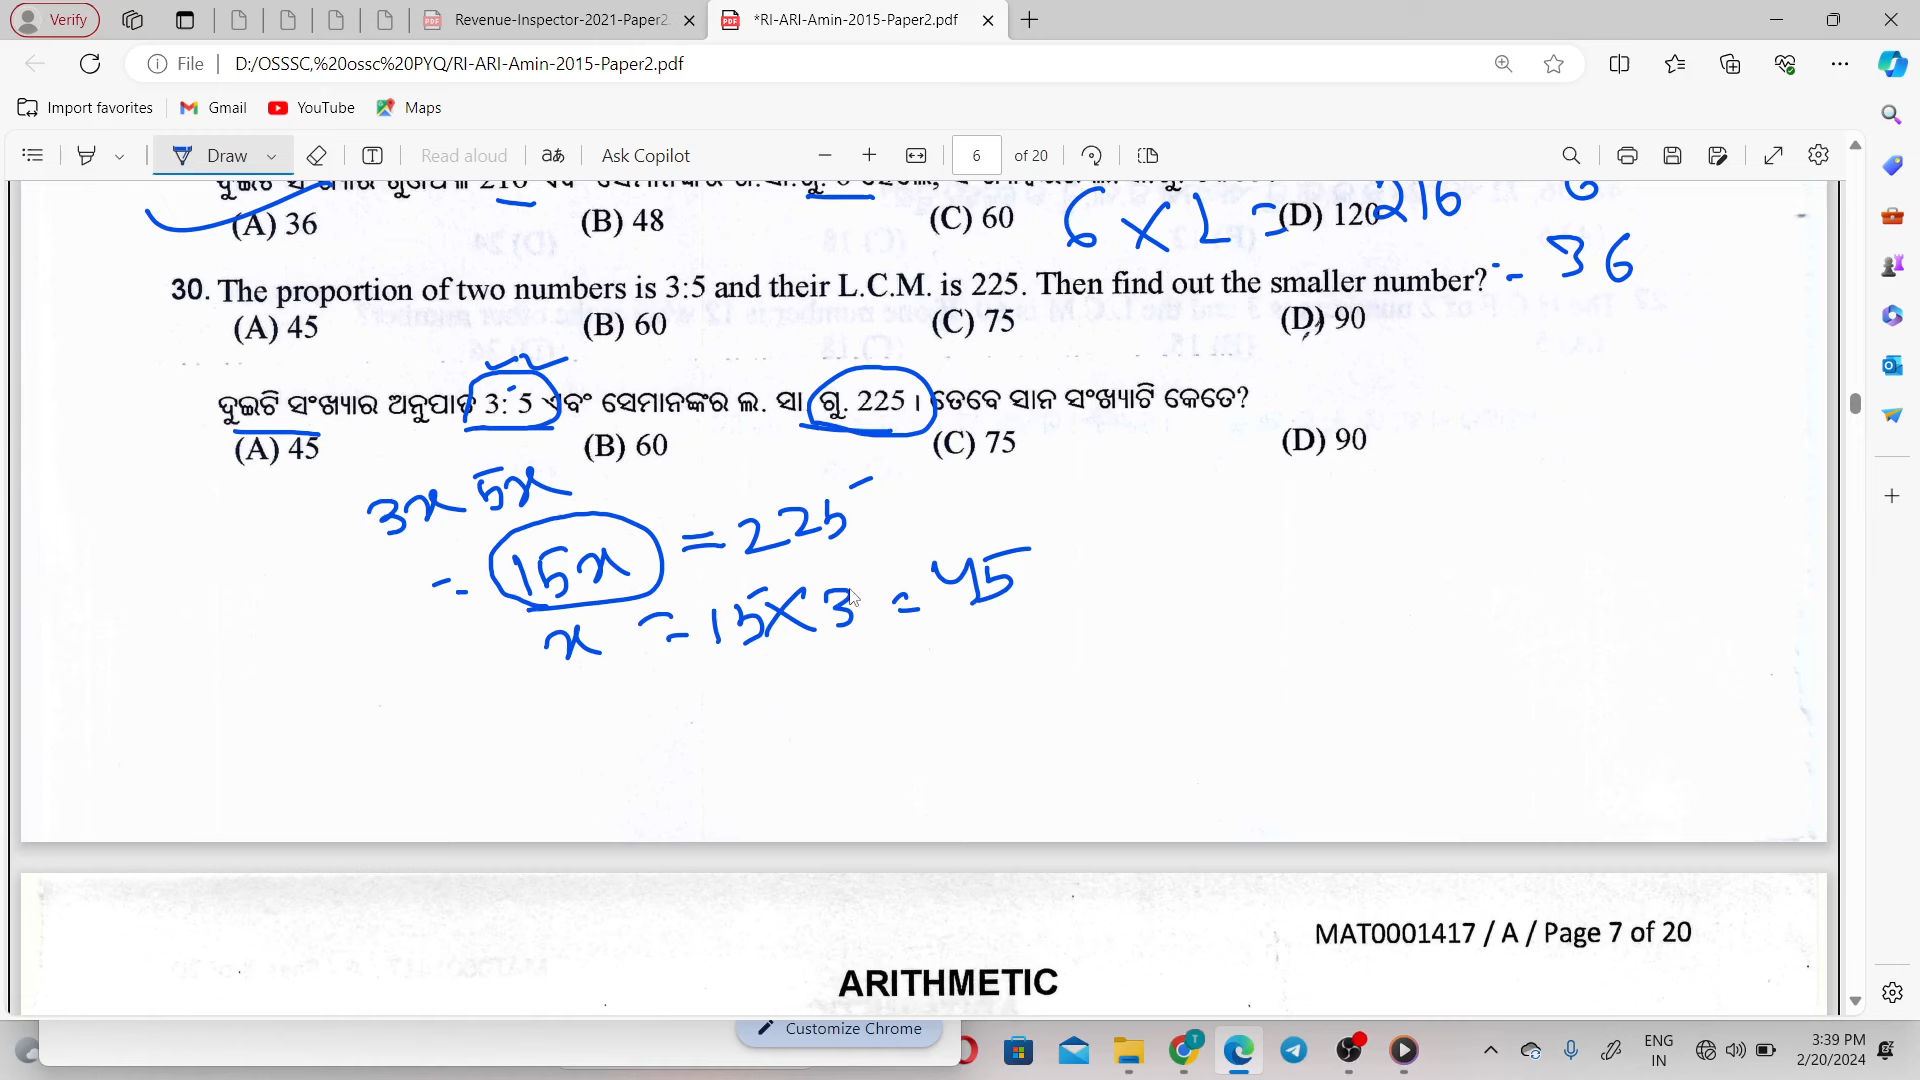 Verify
Revenue-Inspector-2021-Paper2
*RI-ARI-Amin-2015-Paper2.pdf
File
D:/OSSSC,%20ossc%20PYQ/RI-ARI-Amin-2015-Paper2.pdf
Import favorites
Gmail
YouTube
Maps
Draw
Read aloud
Ask Copilot
6 of 20
(A) 36 (B) 48 (C) 60 (D) 120
6 × L = 216
= 36
30. The proportion of two numbers is 3:5 and their L.C.M. is 225. Then find out the smaller number?
(A) 45 (B) 60 (C) 75 (D) 90
ଦୁଇଟି ସଂଖ୍ୟାର ଅନୁପାତ 3:5 ଏବଂ ସେମାନଙ୍କର ଲ. ସା. ଗୁ. 225। ତେବେ ସାନ ସଂଖ୍ୟାଟି କେତେ?
(A) 45 (B) 60 (C) 75 (D) 90
3x 5x
= 15x = 225
x = 15 × 3 = 45
MAT0001417 / A / Page 7 of 20
ARITHMETIC
Customize Chrome
ENG
IN
3:39 PM
2/20/2024